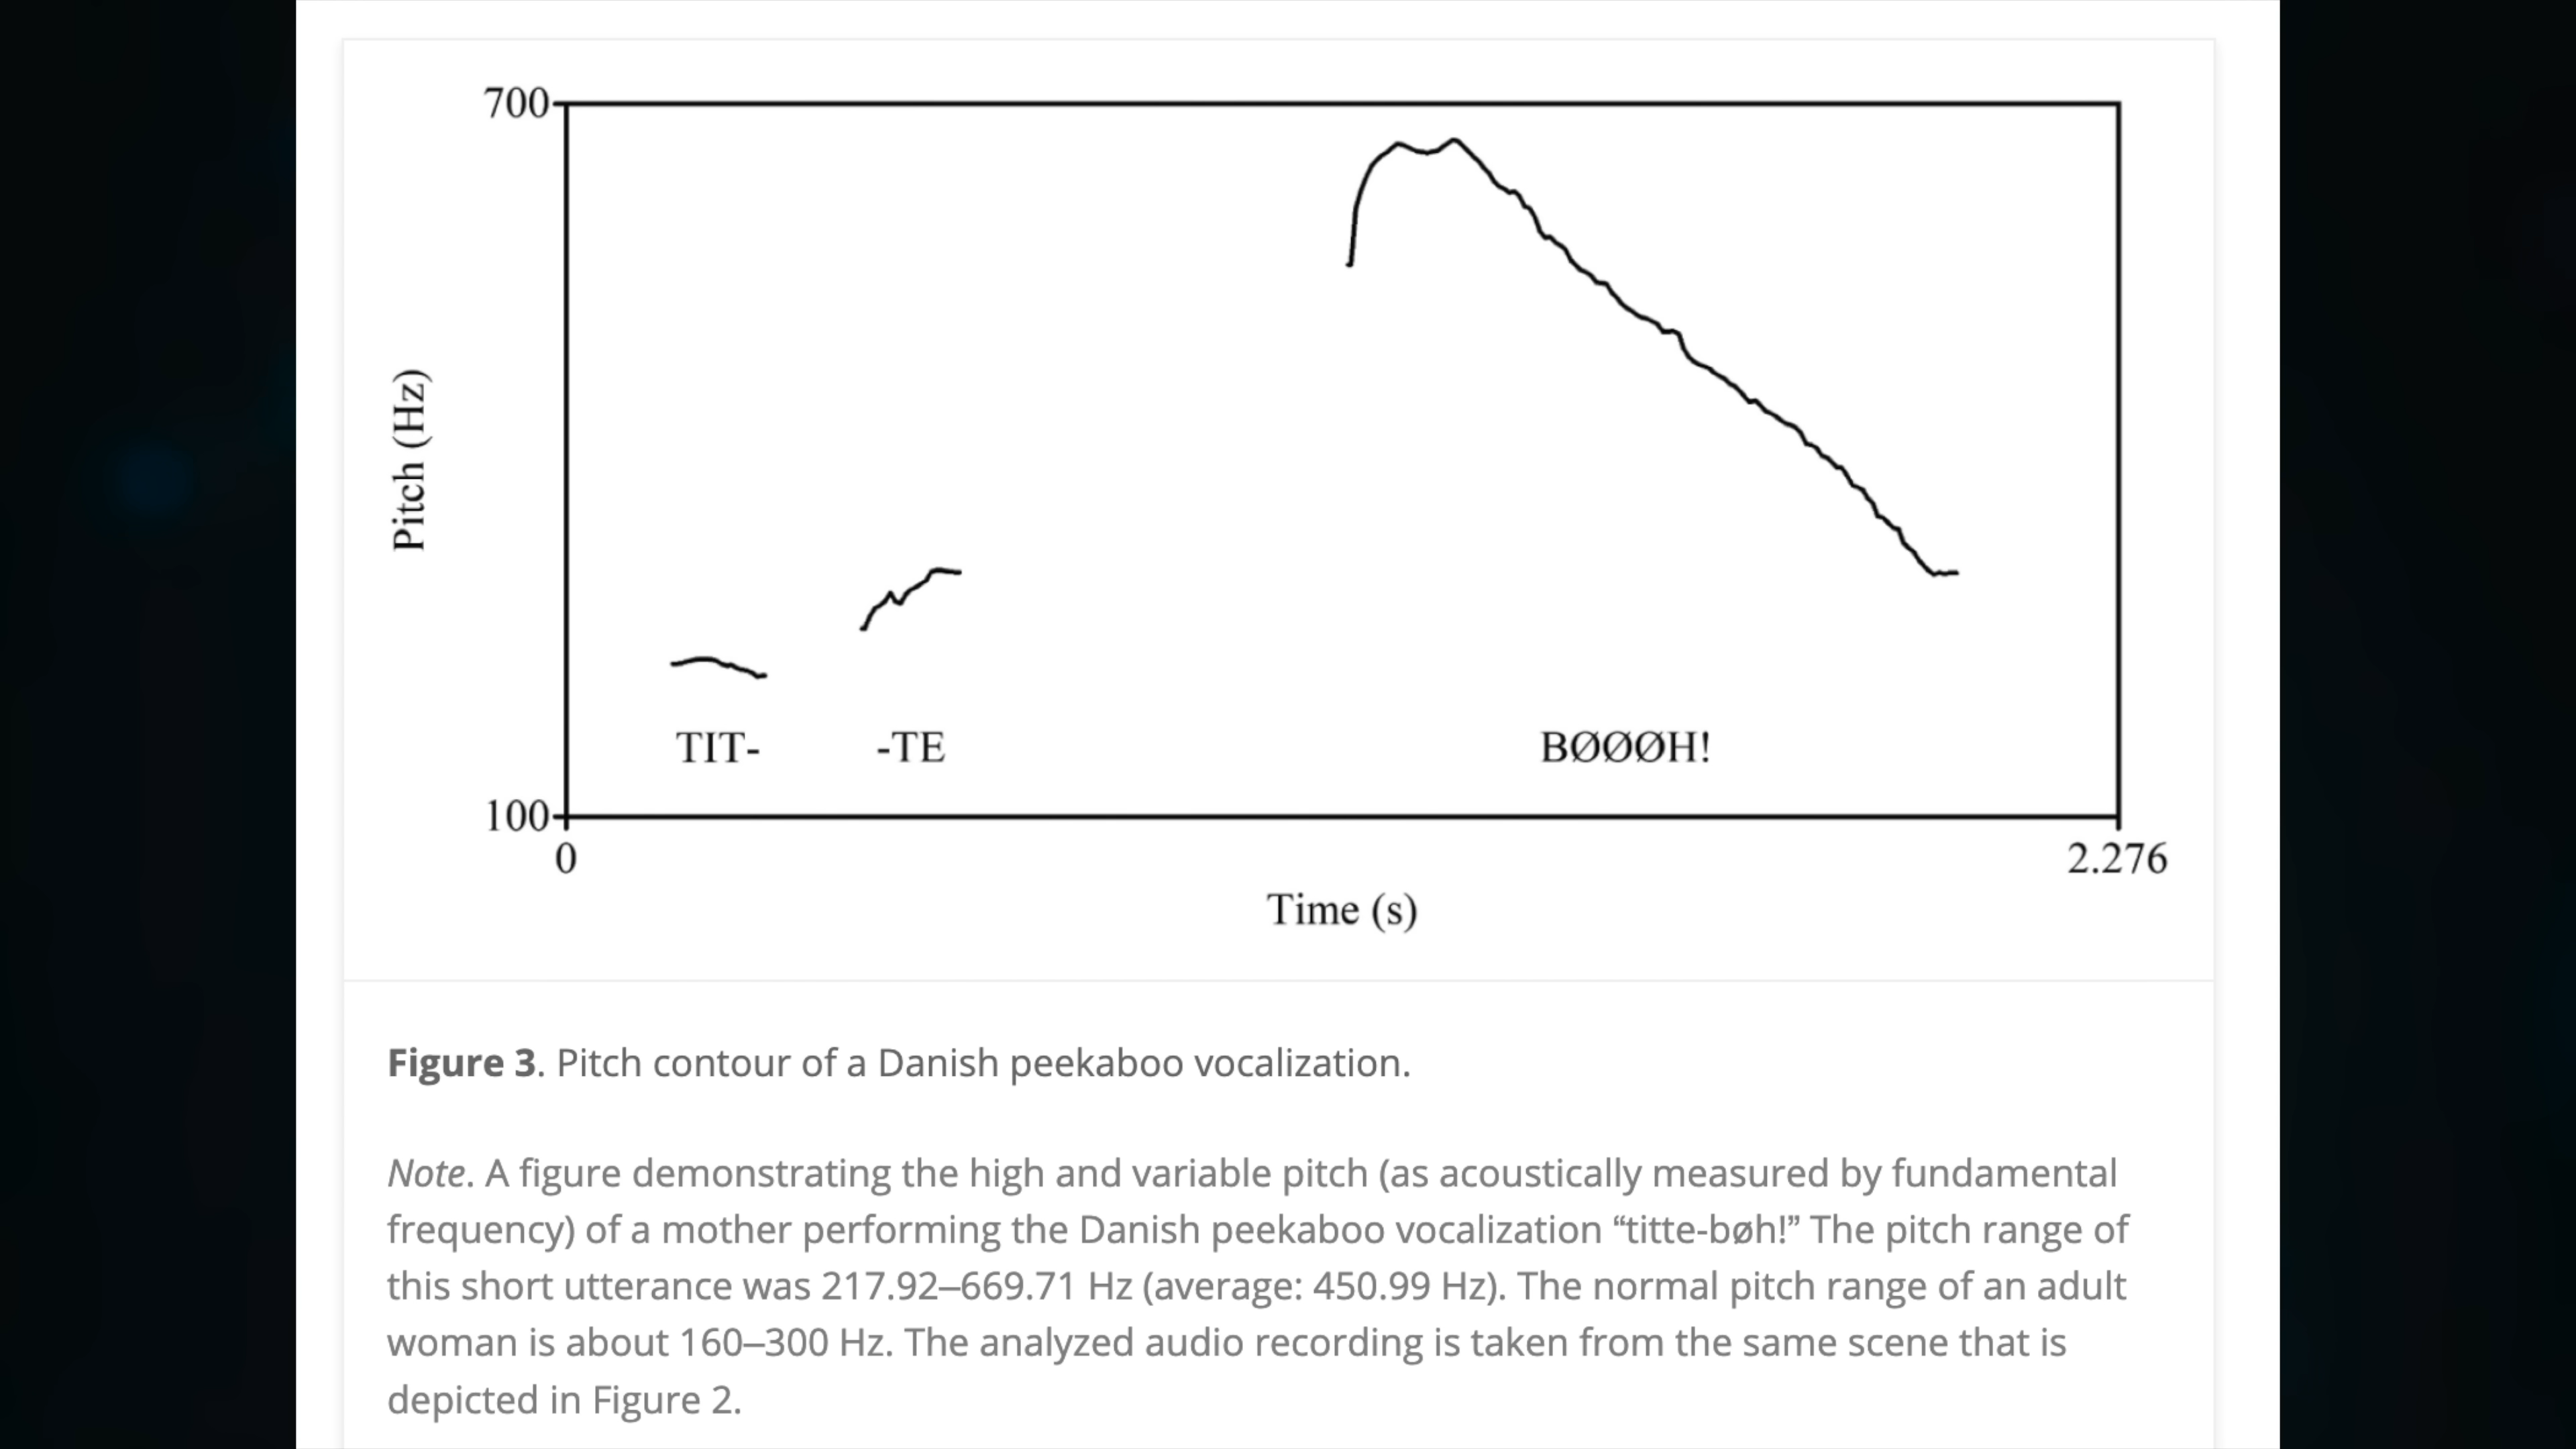 700
Pitch (Hz)
TIT-
-TE
BØØØH!
100
0
2.276
Time (s)
Figure 3. Pitch contour of a Danish peekaboo vocalization.
Note. A figure demonstrating the high and variable pitch (as acoustically measured by fundamental
frequency) of a mother performing the Danish peekaboo vocalization “titte-bøh!” The pitch range of
this short utterance was 217.92–669.71 Hz (average: 450.99 Hz). The normal pitch range of an adult
woman is about 160–300 Hz. The analyzed audio recording is taken from the same scene that is
depicted in Figure 2.